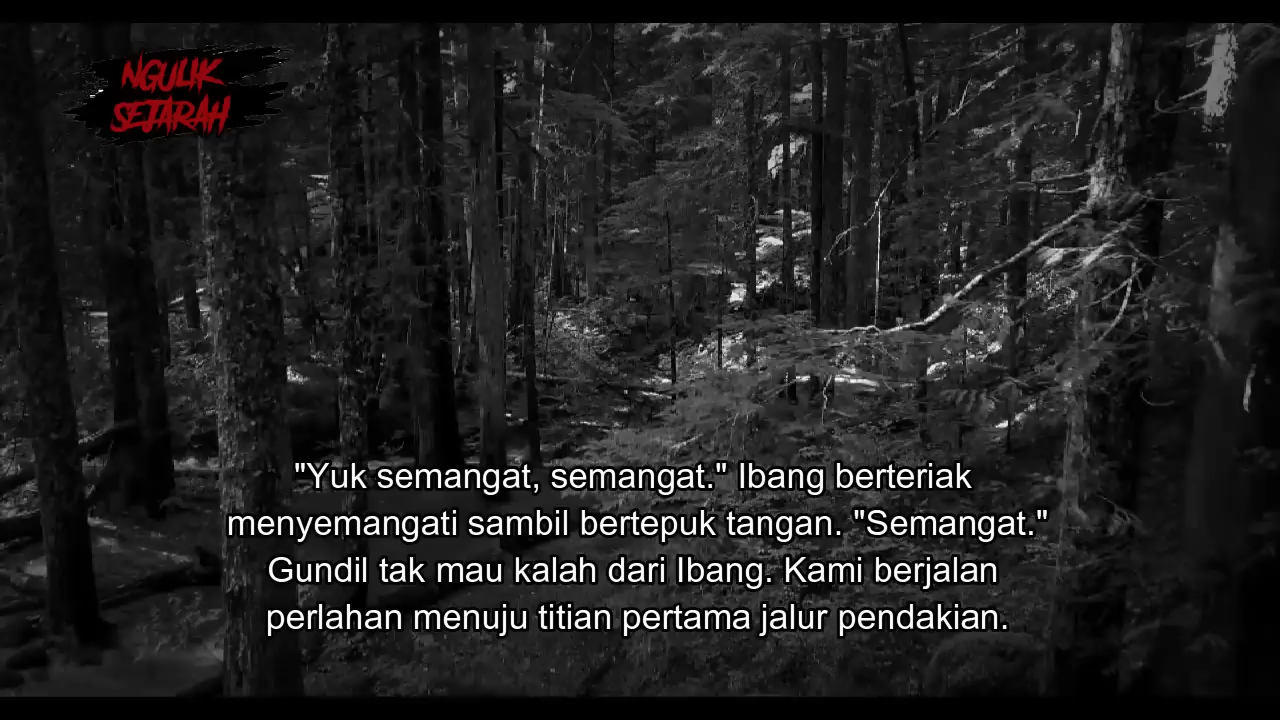 NGULIK
SEJARAH
"Yuk semangat, semangat." Ibang berteriak
menyemangati sambil bertepuk tangan. "Semangat."
Gundil tak mau kalah dari Ibang. Kami berjalan
perlahan menuju titian pertama jalur pendakian.